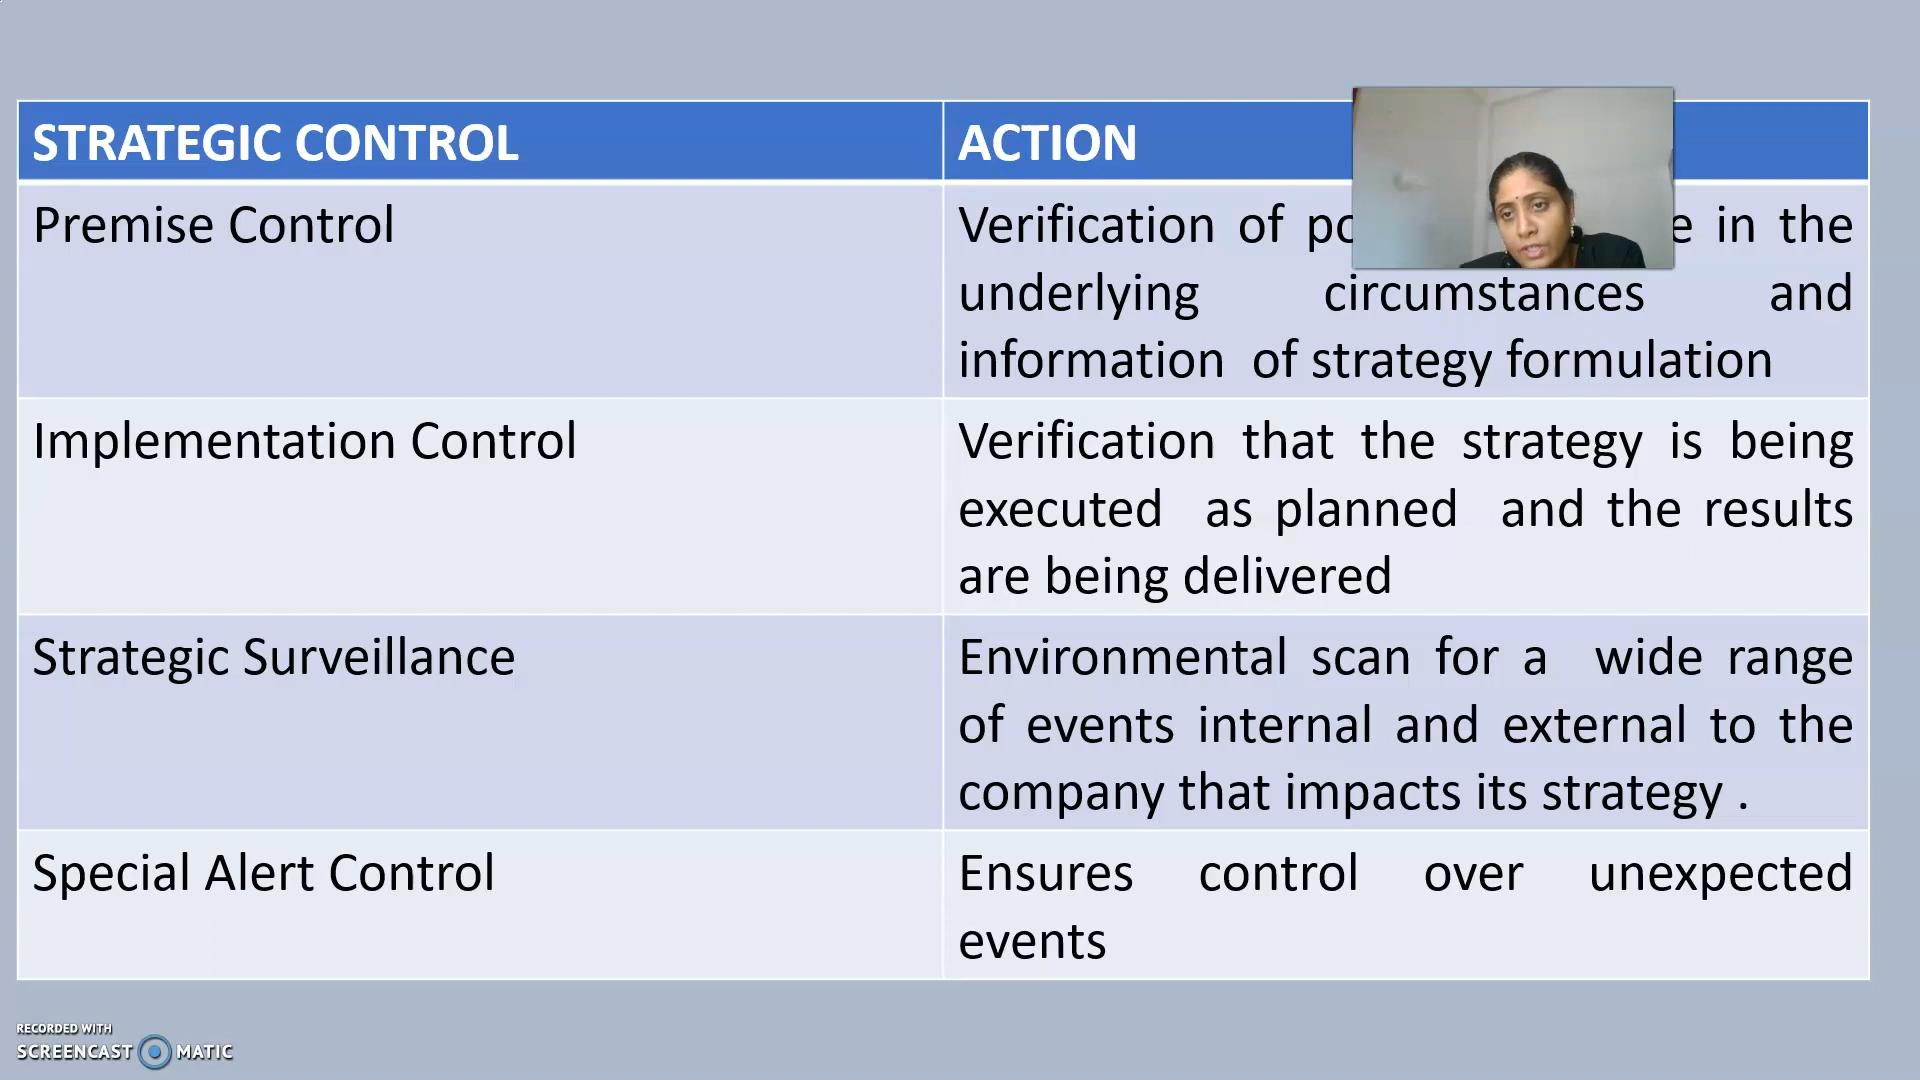 STRATEGIC CONTROL
ACTION
Premise Control
Verification of in the
underlying circumstances and
information of strategy formulation
Implementation Control
Verification that the strategy is being
executed as planned and the results
are being delivered
Strategic Surveillance
Environmental scan for a wide range
of events internal and external to the
company that impacts its strategy .
Special Alert Control
Ensures control over unexpected
events
RECORDED WITH
SCREENCAST MATIC